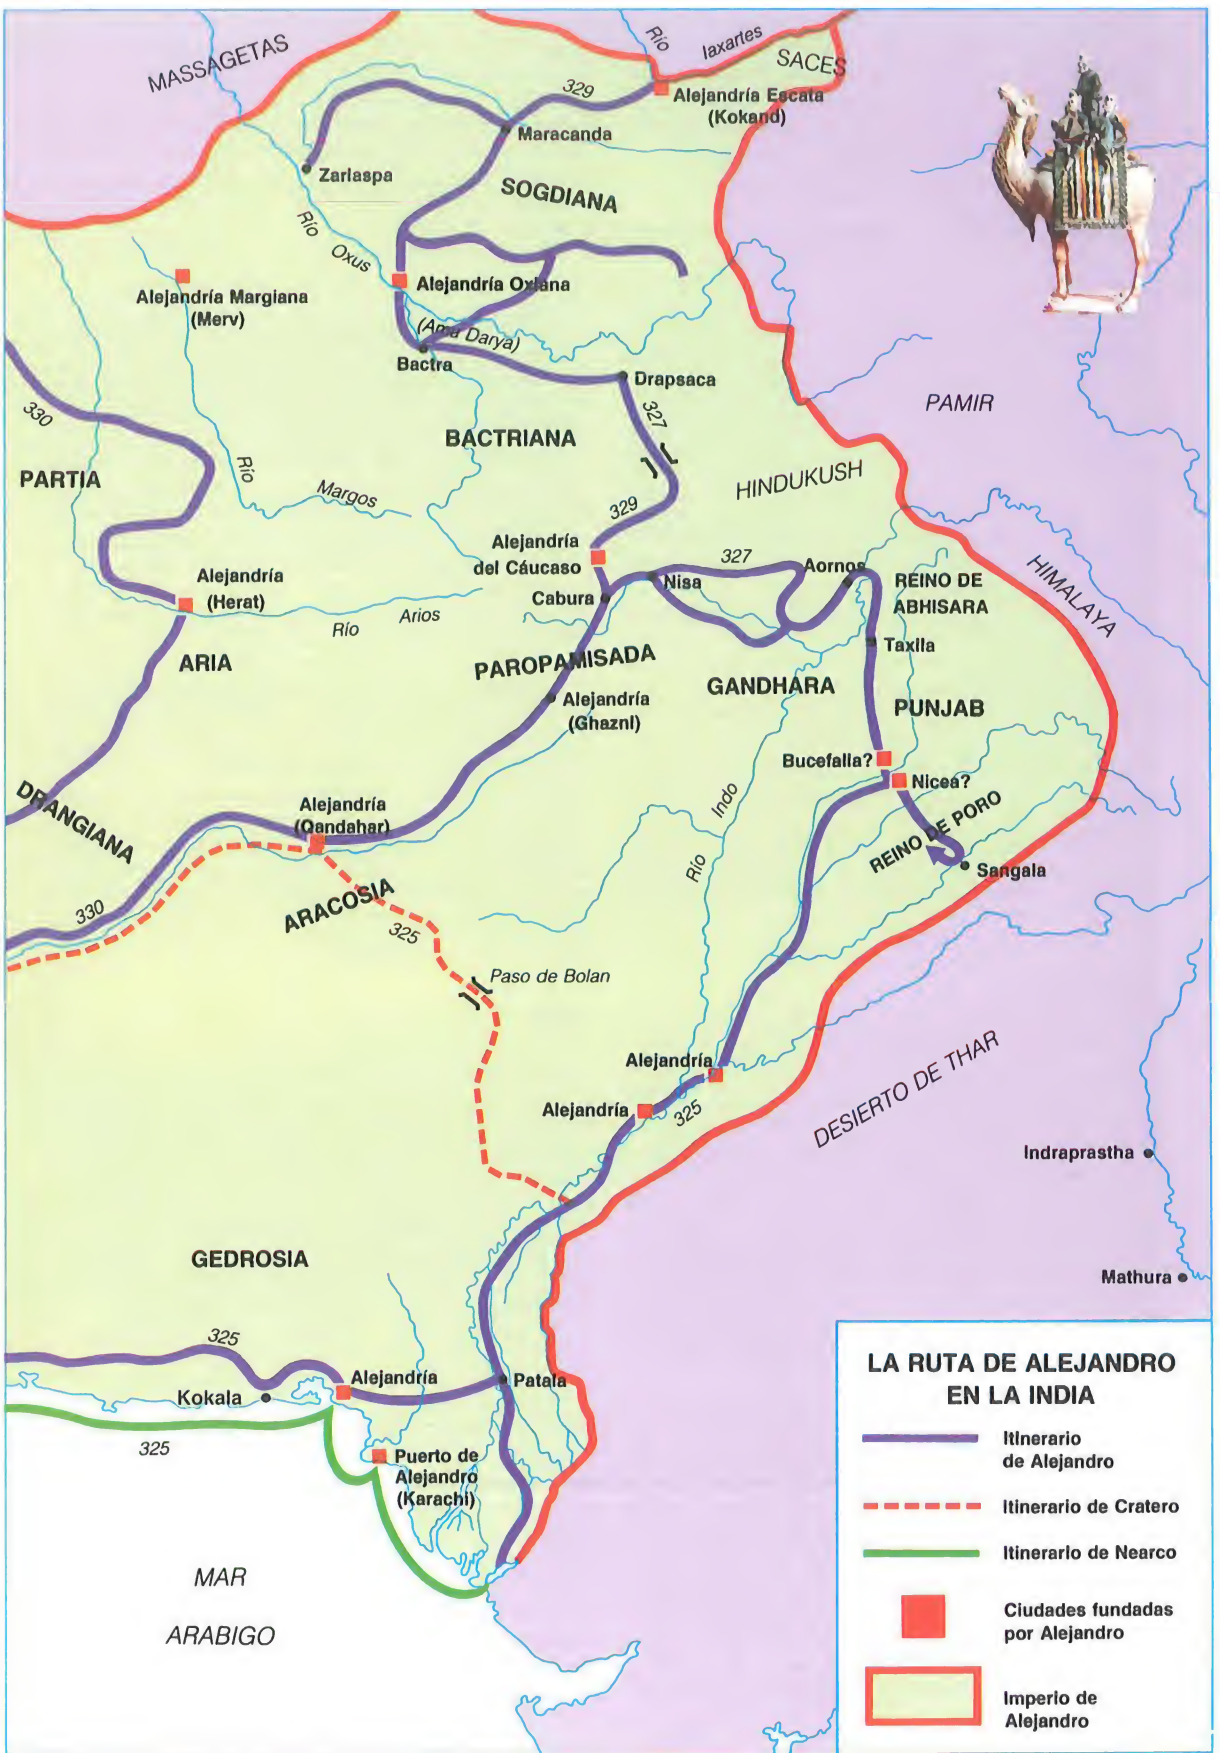 MASSAGETAS
Río
Iaxartes
SACES
329
Alejandría Escata
(Kokand)
Maracanda
Zarlaspa
SOGDIANA
Río Oxus
Alejandría Margiana
(Merv)
Alejandría Oxiana
(Amu Darya)
Bactra
Drapsaca
330
327
PAMIR
BACTRIANA
PARTIA
Río
Margos
HINDUKUSH
329
Alejandría
del Cáucaso
327
Aornos
Nisa
REINO DE
ABHISARA
HIMALAYA
Alejandría
(Herat)
Cabura
Río Arios
Taxila
ARIA
PAROPAMISADA
GANDHARA
Alejandría
(Ghazni)
PUNJAB
Bucefalia?
Nicea?
DRANGIANA
Alejandría
(Qandahar)
Río Indo
REINO DE PORO
Sangala
ARACOSIA
330
325
Paso de Bolan
Alejandría
DESIERTO DE THAR
Alejandría
325
Indraprastha
GEDROSIA
Mathura
325
Alejandría
Kokala
Patala
325
Puerto de
Alejandro
(Karachi)
MAR
ARABIGO
LA RUTA DE ALEJANDRO
EN LA INDIA
Itinerario
de Alejandro
Itinerario de Cratero
Itinerario de Nearco
Ciudades fundadas
por Alejandro
Imperio de
Alejandro